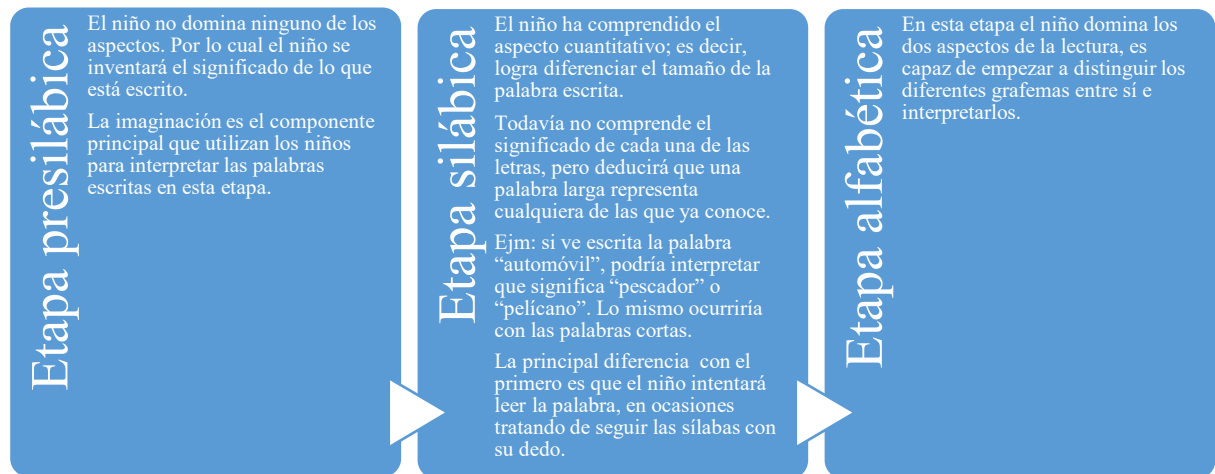 Etapa presilábica
El niño no domina ninguno de los
aspectos. Por lo cual el niño se
inventará el significado de lo que
está escrito.
La imaginación es el componente
principal que utilizan los niños
para interpretar las palabras
escritas en esta etapa.
Etapa silábica
El niño ha comprendido el
aspecto cuantitativo; es decir,
logra diferenciar el tamaño de la
palabra escrita.
Todavía no comprende el
significado de cada una de las
letras, pero deducirá que una
palabra larga representa
cualquiera de las que ya conoce.
Ejm: si ve escrita la palabra
“automóvil”, podría interpretar
que significa “pescador” o
“pelícano”. Lo mismo ocurriría
con las palabras cortas.
La principal diferencia con el
primero es que el niño intentará
leer la palabra, en ocasiones
tratando de seguir las sílabas con
su dedo.
Etapa alfabética
En esta etapa el niño domina los
dos aspectos de la lectura, es
capaz de empezar a distinguir los
diferentes grafemas entre sí e
interpretarlos.